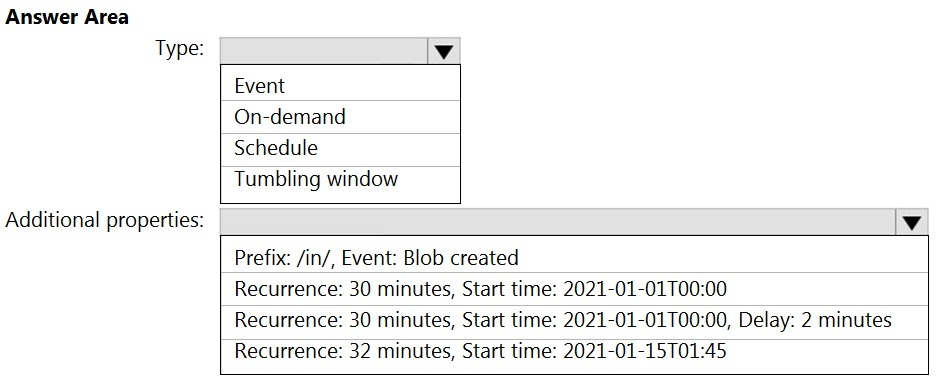 Answer Area
Type:
Event
On-demand
Schedule
Tumbling window
Additional properties:
Prefix: /in/, Event: Blob created
Recurrence: 30 minutes, Start time: 2021-01-01T00:00
Recurrence: 30 minutes, Start time: 2021-01-01T00:00, Delay: 2 minutes
Recurrence: 32 minutes, Start time: 2021-01-15T01:45